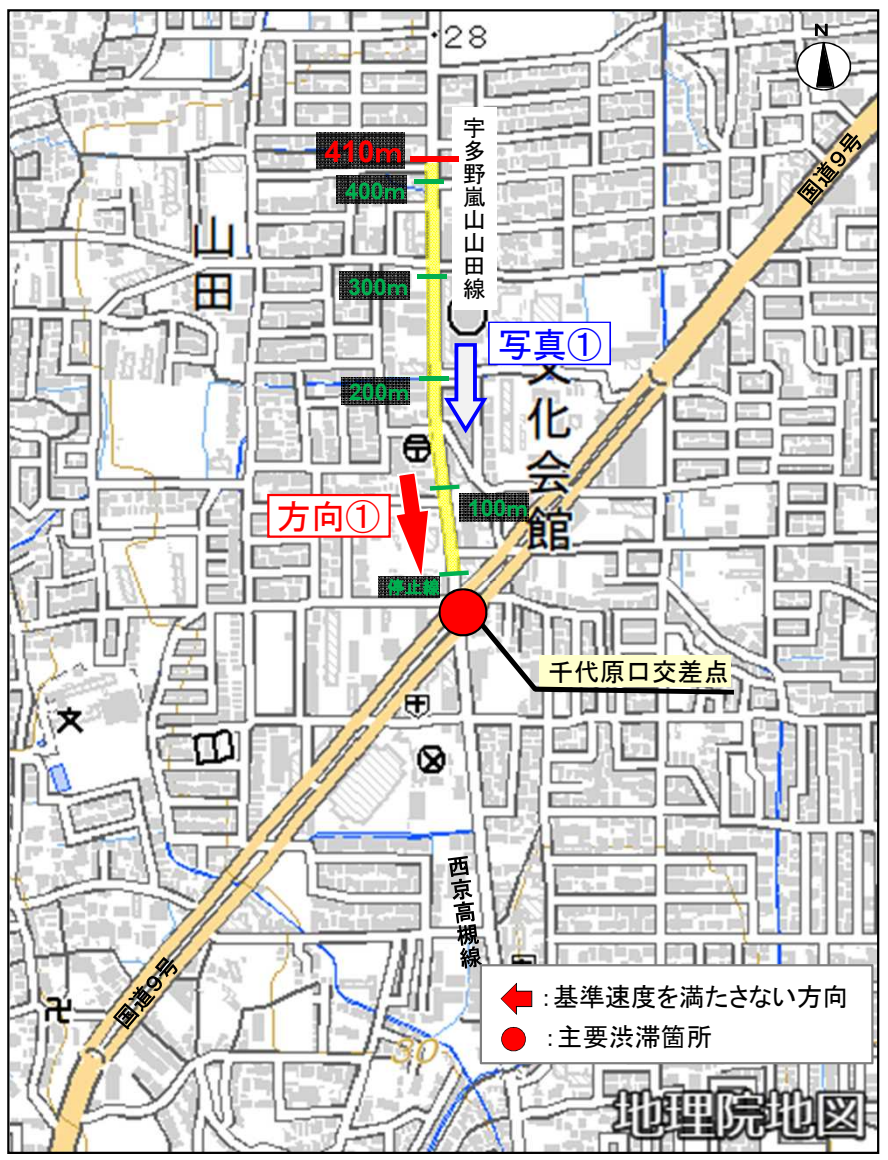 28
N
410m
宇多野嵐山山田線
国道9号
400m
山田
300m
写真①
200m
文化会館
方向①
100m
停止線
千代原口交差点
西京高槻線
国道9号
:基準速度を満たさない方向
:主要渋滞箇所
30
地理院地図